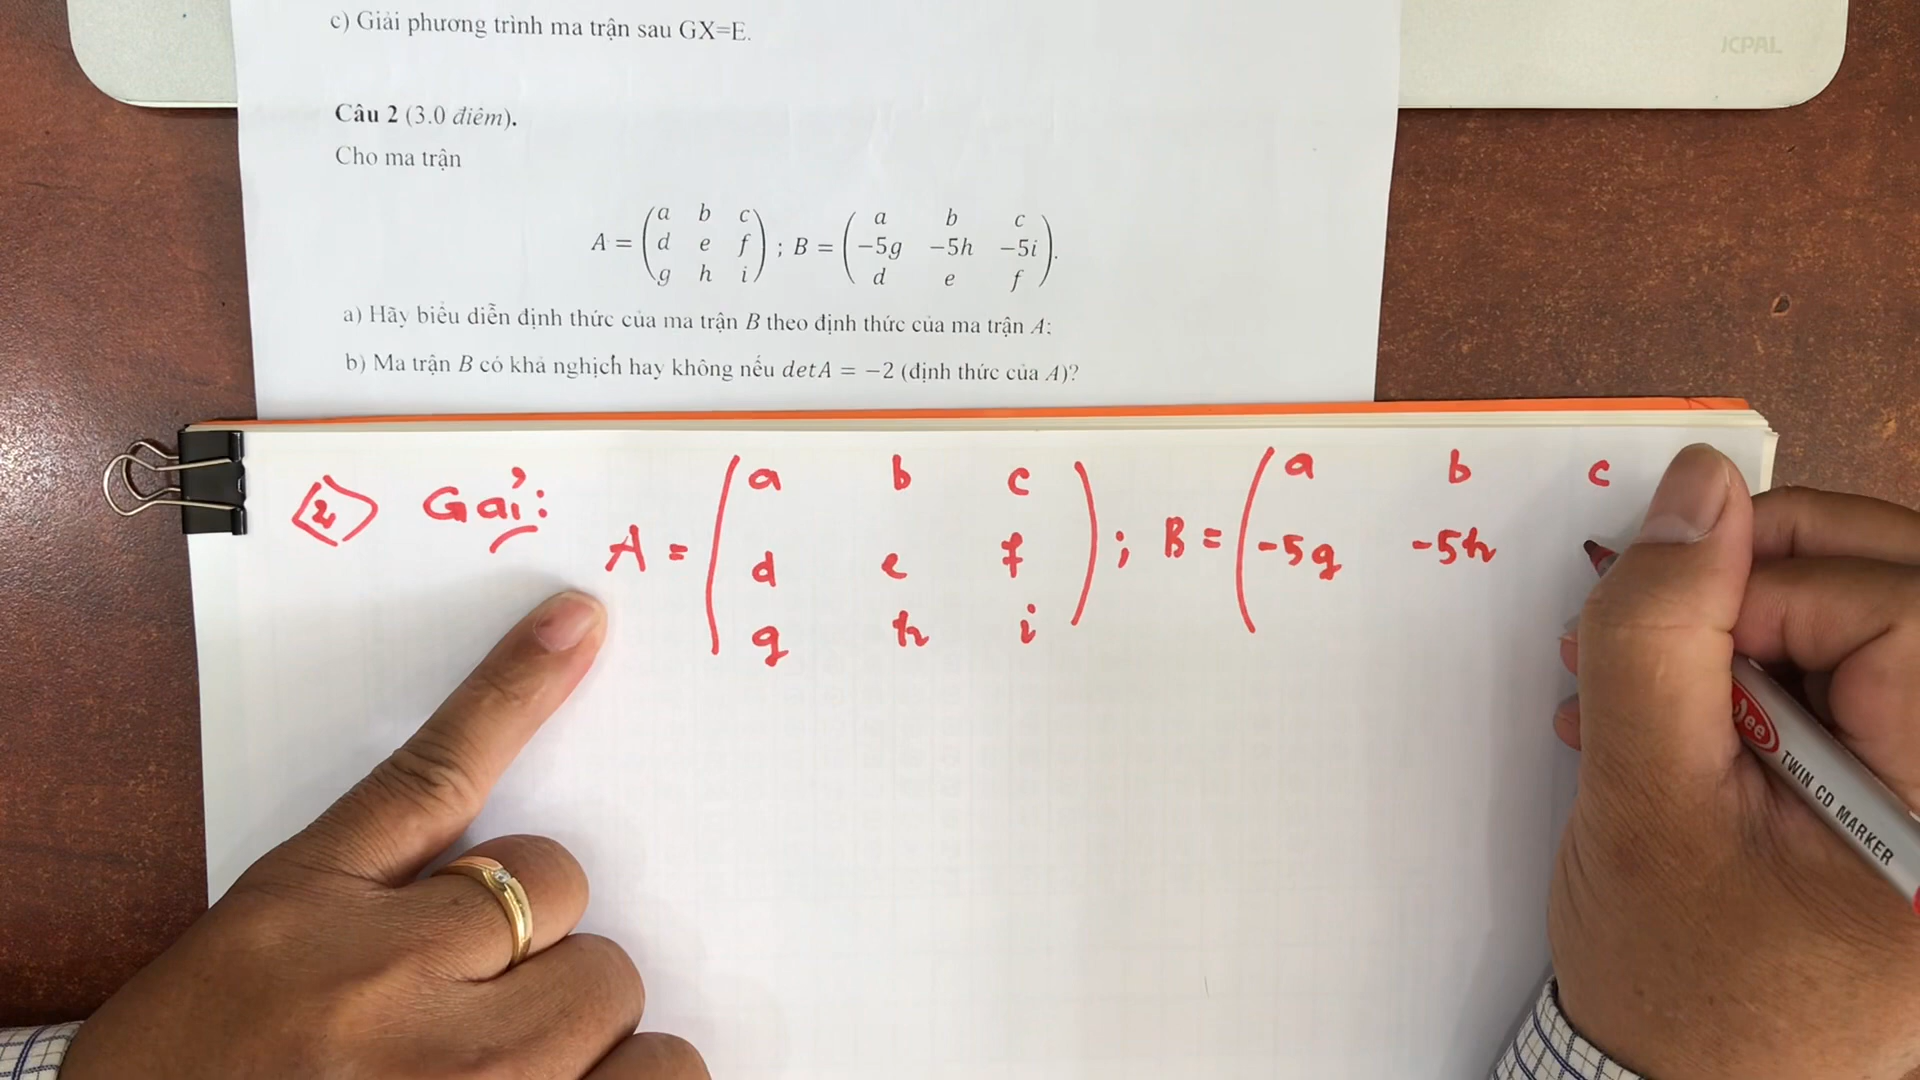 JCPAL
c) Giải phương trình ma trận sau GX=E.
Câu 2 (3.0 điểm).
Cho ma trận
a b c a b c
A = ( d e f ) ; B = ( −5g −5h −5i ).
g h i d e f
a) Hãy biểu diễn định thức của ma trận B theo định thức của ma trận A:
b) Ma trận B có khả nghịch hay không nếu detA = −2 (định thức của A)?
2 Gải: a b c a b c
A = ( d e f ) ; B = ( -5g -5h
g h i
TWIN CD MARKER